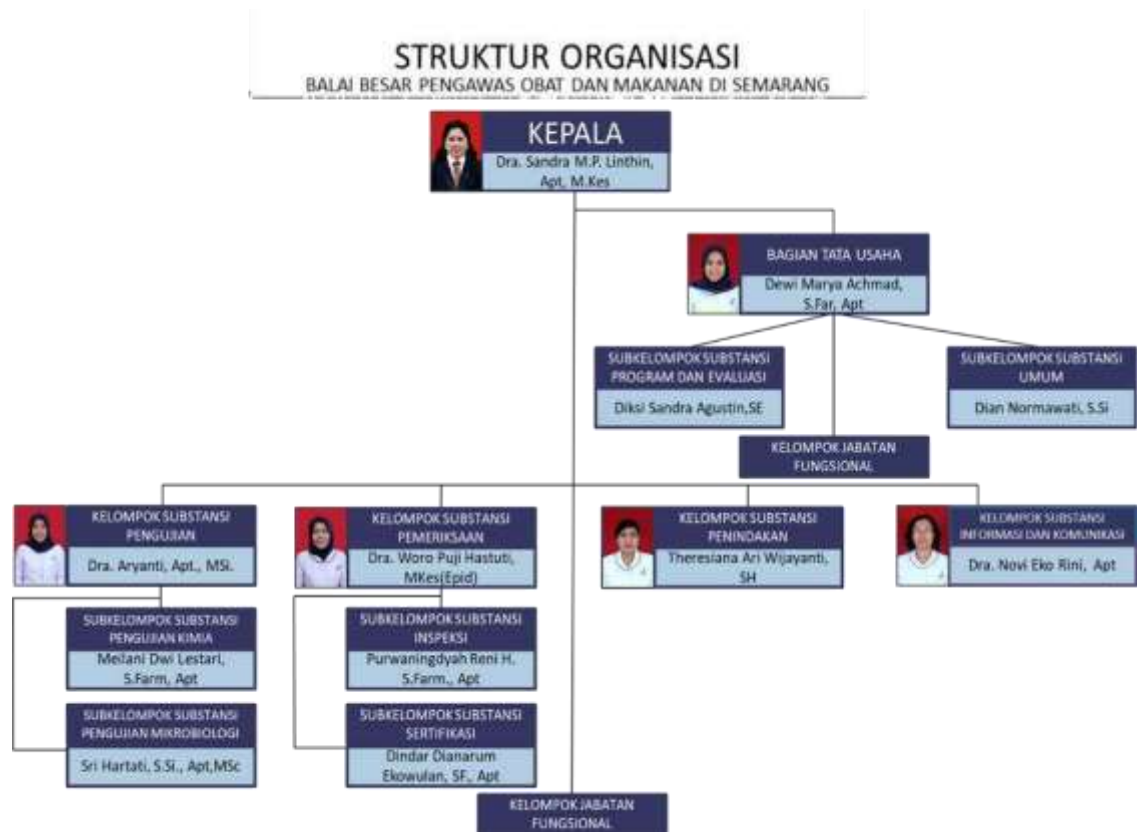 STRUKTUR ORGANISASI
BALAI BESAR PENGAWAS OBAT DAN MAKANAN DI SEMARANG
KEPALA
Dra. Sandra M.P. Linthin,
Apt, M.Kes
BAGIAN TATA USAHA
Dewi Marya Achmad,
S.Far, Apt
SUBKELOMPOK SUBSTANSI
PROGRAM DAN EVALUASI
Diksi Sandra Agustin,SE
SUBKELOMPOK SUBSTANSI
UMUM
Dian Normawati, S.Si
KELOMPOK JABATAN
FUNGSIONAL
KELOMPOK SUBSTANSI
PENGUJIAN
Dra. Aryanti, Apt., MSi.
KELOMPOK SUBSTANSI
PEMERIKSAAN
Dra. Woro Puji Hastuti,
MKes(Epid)
KELOMPOK SUBSTANSI
PENINDAKAN
Theresiana Ari Wijayanti,
SH
KELOMPOK SUBSTANSI
INFORMASI DAN KOMUNIKASI
Dra. Novi Eko Rini, Apt
SUBKELOMPOK SUBSTANSI
PENGUJIAN KIMIA
Meilani Dwi Lestari,
S.Farm, Apt
SUBKELOMPOK SUBSTANSI
INSPEKSI
Purwaningdyah Reni H,
S.Farm., Apt
SUBKELOMPOK SUBSTANSI
PENGUJIAN MIKROBIOLOGI
Sri Hartati, S.Si., Apt,MSc
SUBKELOMPOK SUBSTANSI
SERTIFIKASI
Dindar Dianarum
Ekowulan, SF., Apt
KELOMPOK JABATAN
FUNGSIONAL